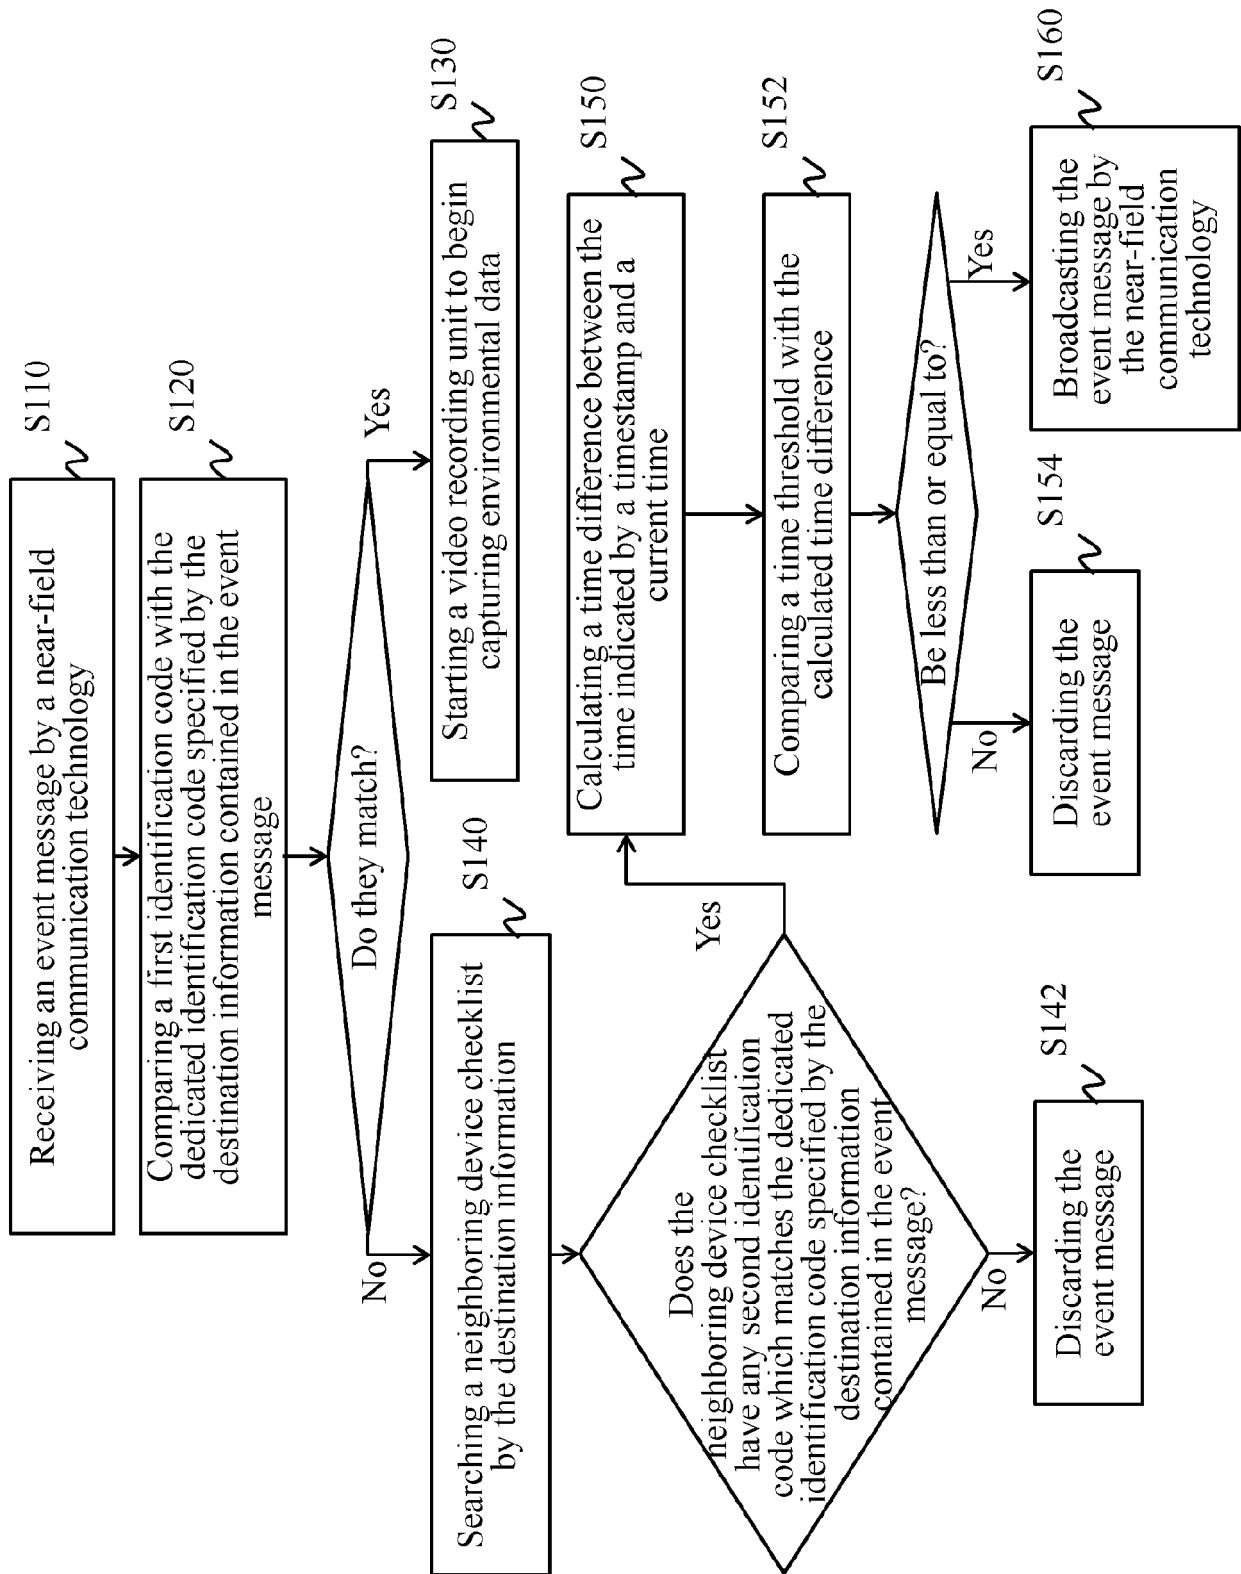 S110
Receiving an event message by a near-field
communication technology
S120
Comparing a first identification code with the
dedicated identification code specified by the
destination information contained in the event
message
Do they match?
Yes
No
S130
Starting a video recording unit to begin
capturing environmental data
S140
Searching a neighboring device checklist
by the destination information
Does the
neighboring device checklist
have any second identification
code which matches the dedicated
identification code specified by the
destination information
contained in the event
message?
Yes
No
S142
Discarding the
event message
S150
Calculating a time difference between the
time indicated by a timestamp and a
current time
S152
Comparing a time threshold with the
calculated time difference
Be less than or equal to?
No
Yes
S154
Discarding the
event message
S160
Broadcasting the
event message by
the near-field
communication
technology